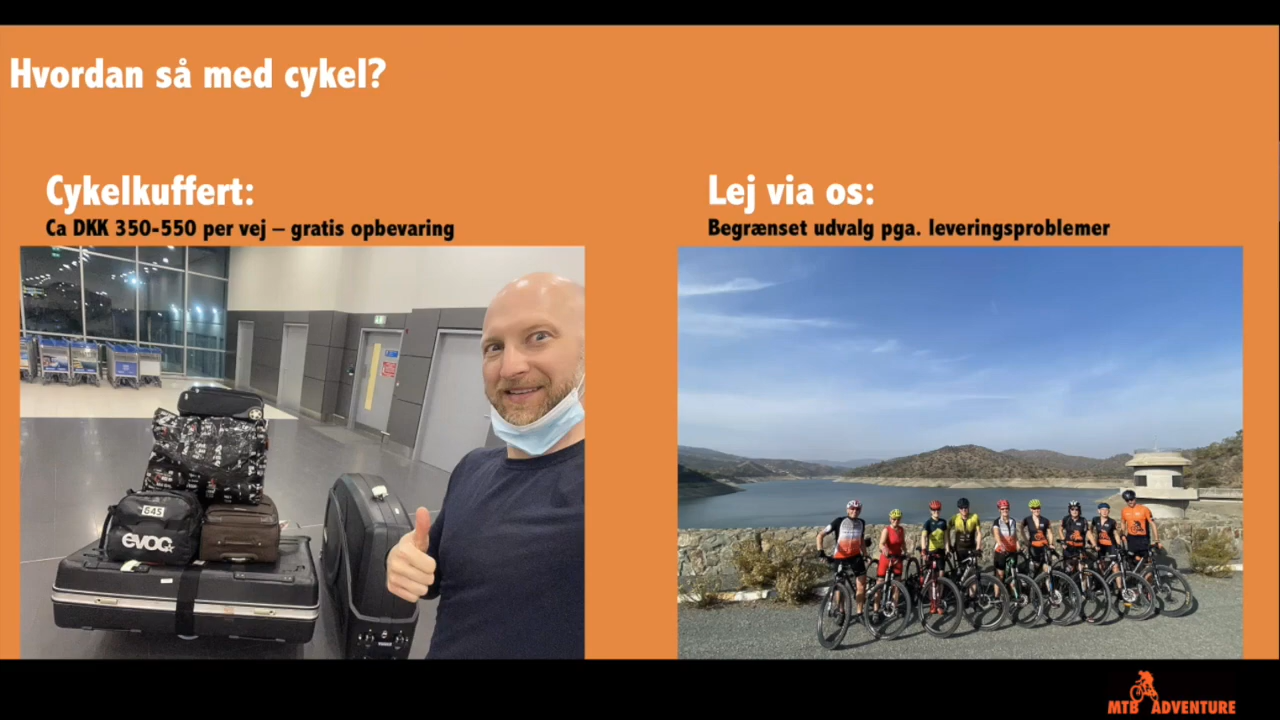 Hvordan så med cykel?
Cykelkuffert:
Ca DKK 350-550 per vej – gratis opbevaring
Lej via os:
Begrænset udvalg pga. leveringsproblemer
645
evoc
MTB ADVENTURE